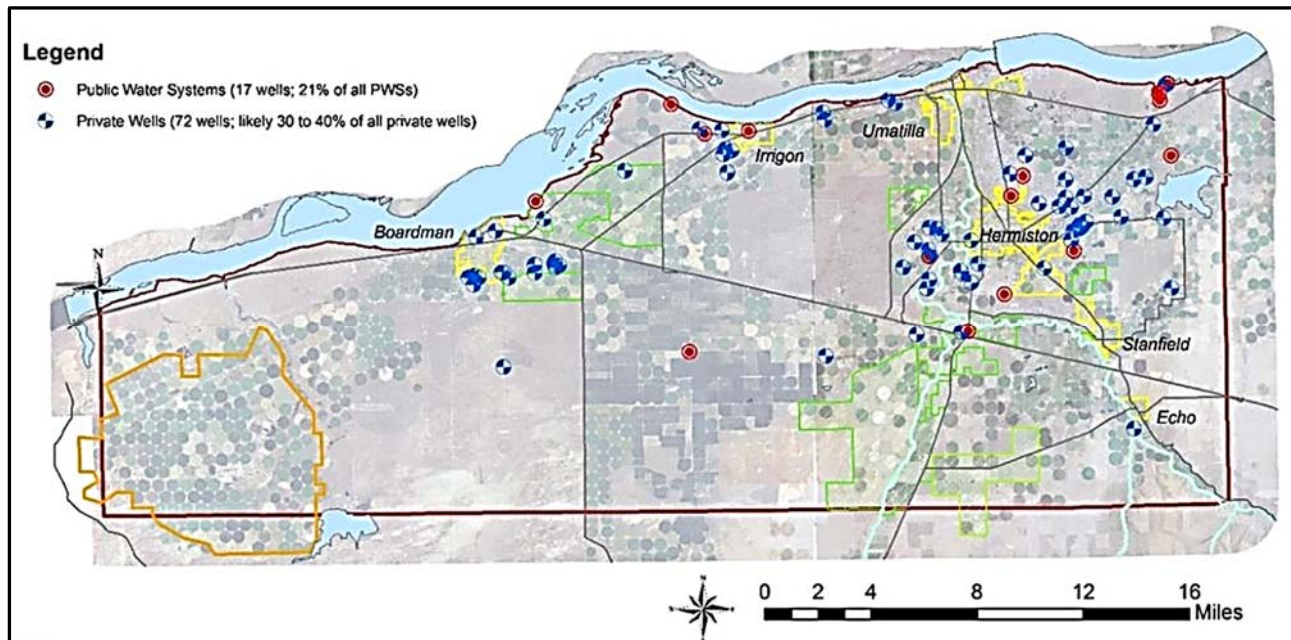 Legend
Public Water Systems (17 wells; 21% of all PWSs)
Private Wells (72 wells; likely 30 to 40% of all private wells)
Umatilla
Irrigon
Boardman
Hermiston
Stanfield
Echo
N
N
0 2 4 8 12 16
Miles